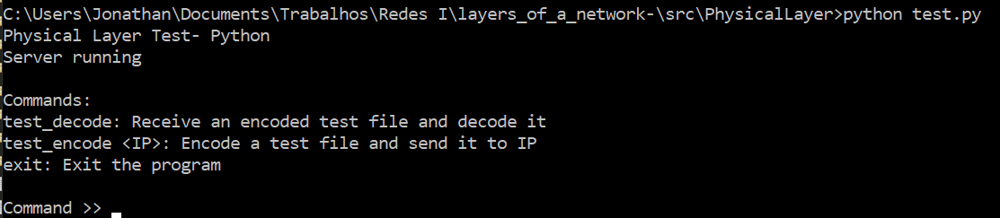 C:\Users\Jonathan\Documents\Trabalhos\Redes I\layers_of_a_network-\src\PhysicalLayer>python test.py
Physical Layer Test- Python
Server running
Commands:
test_decode: Receive an encoded test file and decode it
test_encode <IP>: Encode a test file and send it to IP
exit: Exit the program
Command >>